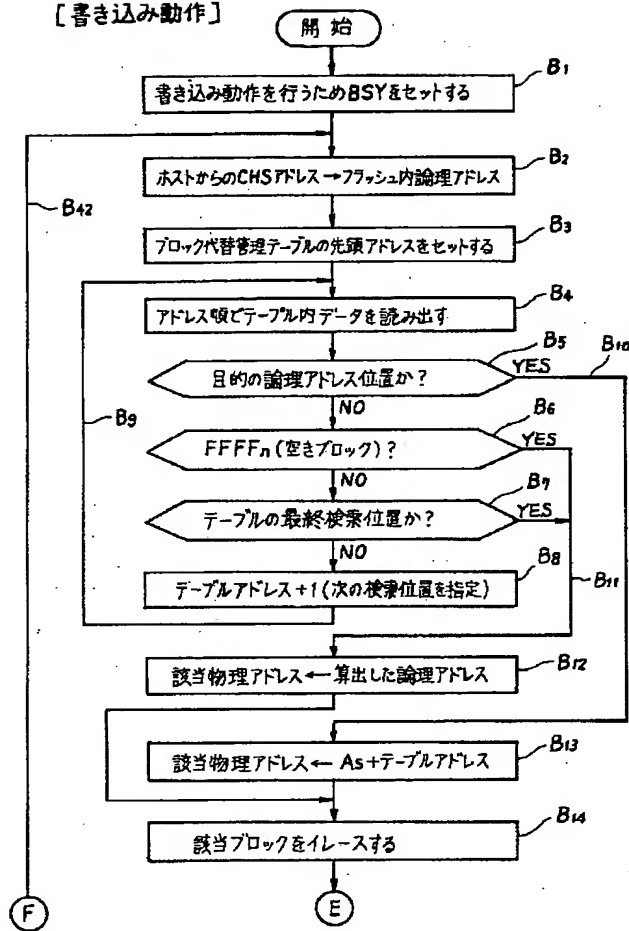 [書き込み動作]
開始
B1
書き込み動作を行うためBSYをセットする
B2
ホストからのCHSアドレス→フラッシュ内論理アドレス
B42
B3
ブロック代替管理テーブルの先頭アドレスをセットする
B4
アドレス順でテーブル内データを読み出す
B5
目的の論理アドレス位置か?
YES
B10
NO
B9
B6
FFFFn(空きブロック)?
YES
NO
B7
テーブルの最終検索位置か?
YES
NO
B8
テーブルアドレス+1(次の検索位置を指定)
B11
B12
該当物理アドレス←算出した論理アドレス
B13
該当物理アドレス←As+テーブルアドレス
B14
該当ブロックをイレースする
F
E